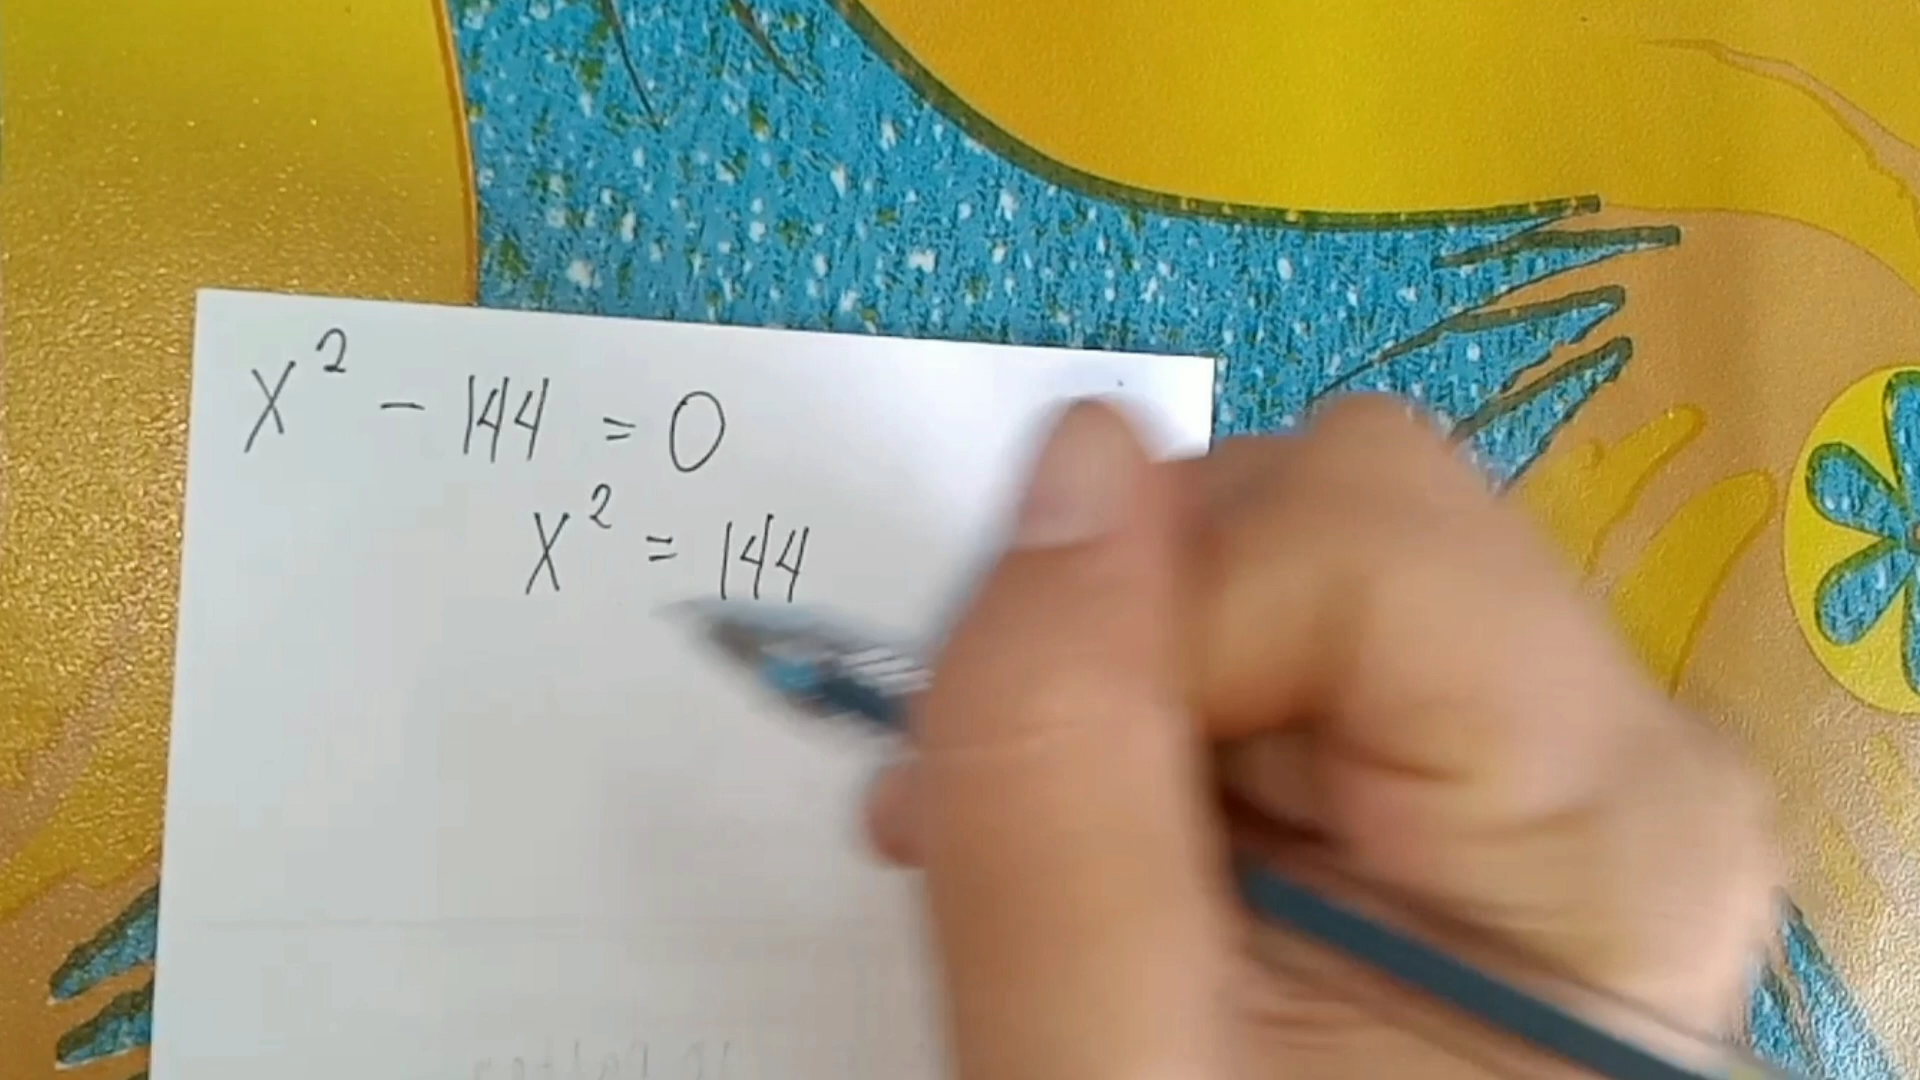 x² - 144 = 0
x² = 144